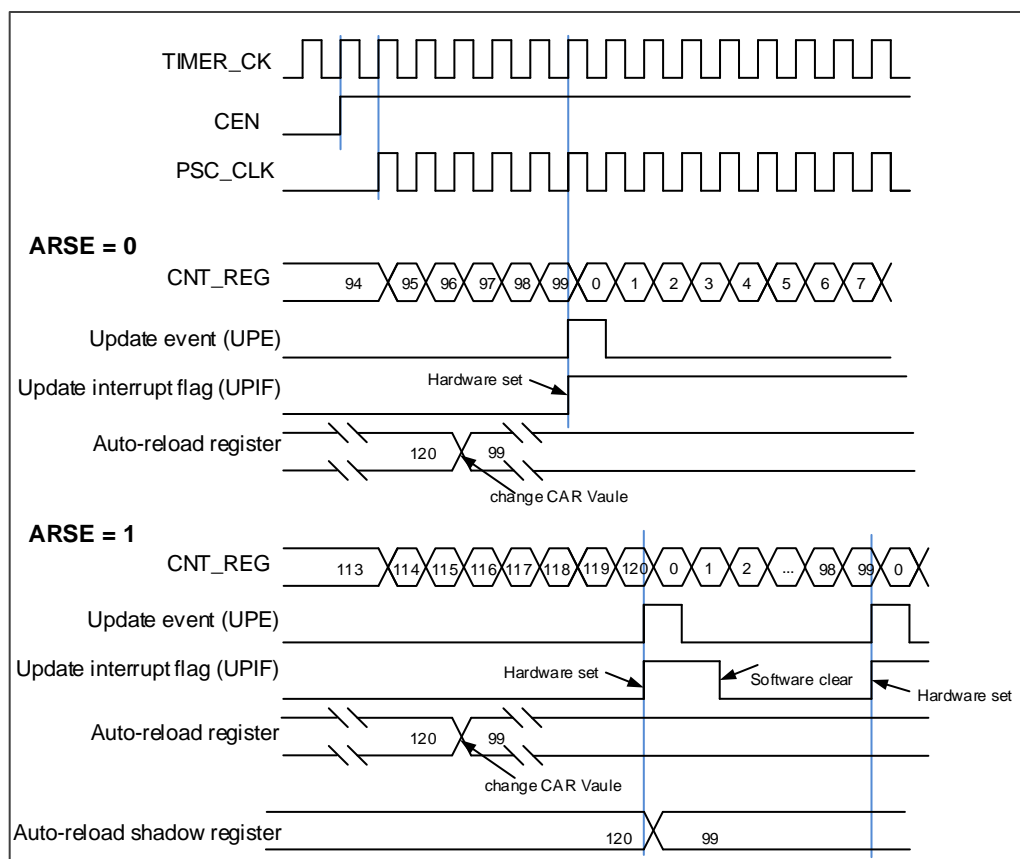 TIMER_CK
CEN
PSC_CLK
ARSE = 0
CNT_REG 94 95 96 97 98 99 0 1 2 3 4 5 6 7
Update event (UPE)
Update interrupt flag (UPIF) Hardware set
Auto-reload register 120 99
change CAR Vaule
ARSE = 1
CNT_REG 113 114 115 116 117 118 119 120 0 1 2 ... 98 99 0
Update event (UPE)
Update interrupt flag (UPIF) Hardware set Software clear Hardware set
Auto-reload register 120 99
change CAR Vaule
Auto-reload shadow register 120 99